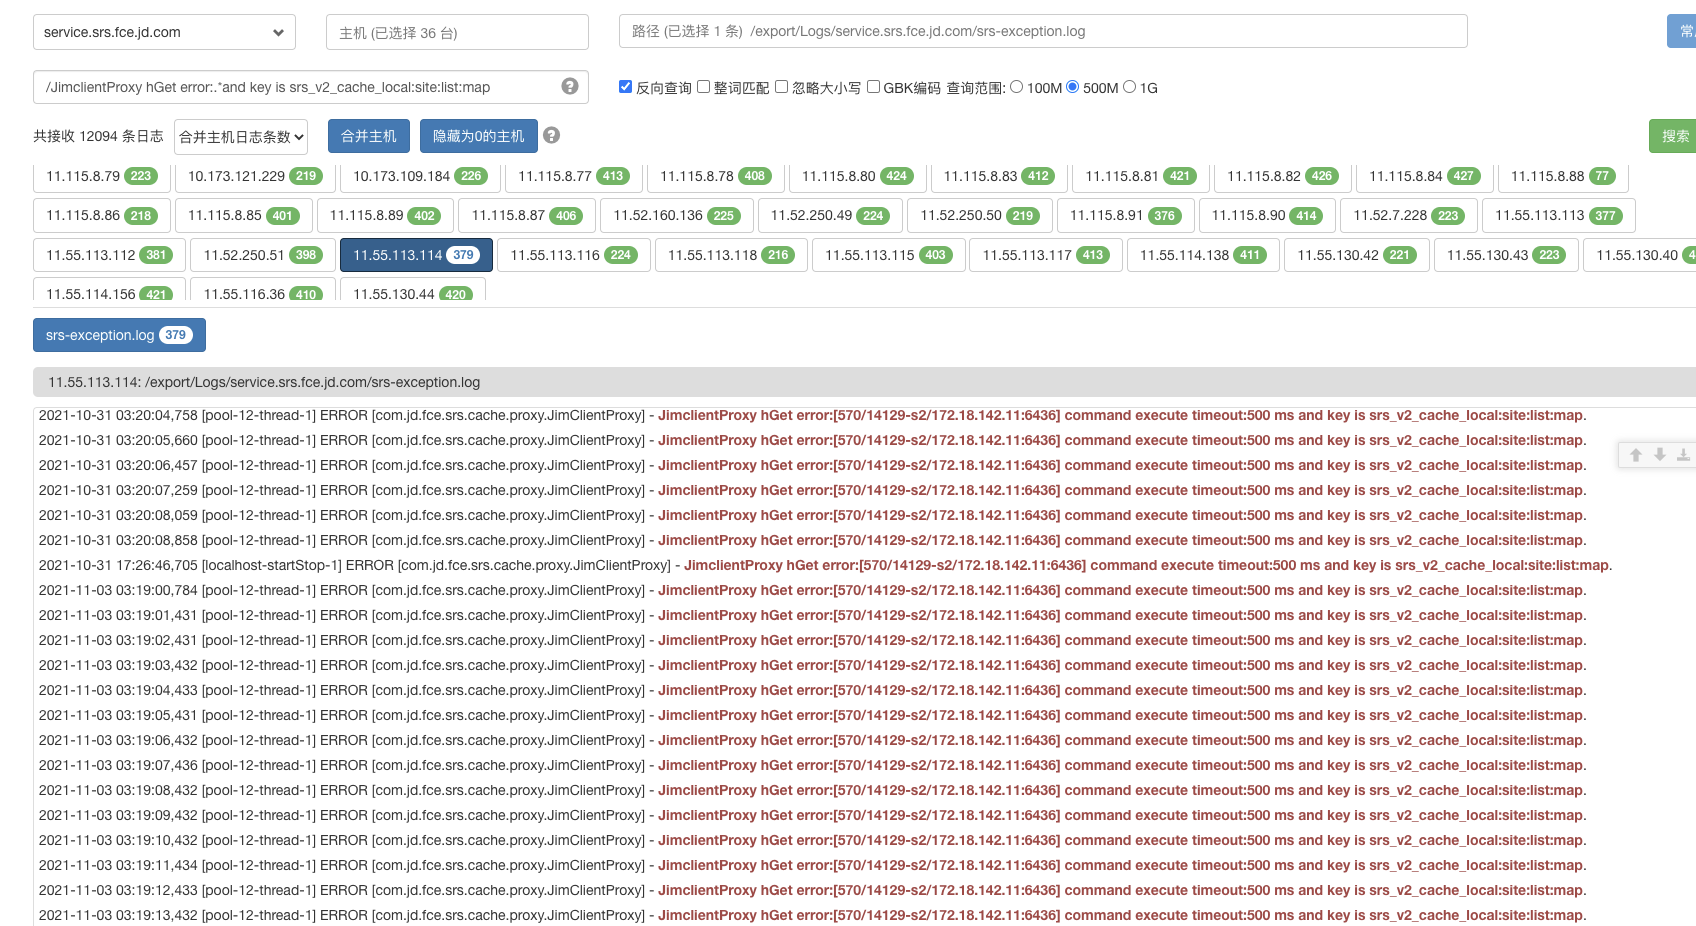 service.srs.fce.jd.com 主机 (已选择 36 台) 路径 (已选择 1 条) /export/Logs/service.srs.fce.jd.com/srs-exception.log
/JimclientProxy hGet error:.*and key is srs_v2_cache_local:site:list:map ? 反向查询 整词匹配 忽略大小写 GBK编码 查询范围: 100M 500M 1G
共接收 12094 条日志 合并主机日志条数 合并主机 隐藏为0的主机 ? 搜索
11.115.8.79 223 10.173.121.229 219 10.173.109.184 226 11.115.8.77 413 11.115.8.78 408 11.115.8.80 424 11.115.8.83 412 11.115.8.81 421 11.115.8.82 426 11.115.8.84 427 11.115.8.88 77
11.115.8.86 218 11.115.8.85 401 11.115.8.89 402 11.115.8.87 406 11.52.160.136 225 11.52.250.49 224 11.52.250.50 219 11.115.8.91 376 11.115.8.90 414 11.52.7.228 223 11.55.113.113 377
11.55.113.112 381 11.52.250.51 398 11.55.113.114 379 11.55.113.116 224 11.55.113.118 216 11.55.113.115 403 11.55.113.117 413 11.55.114.138 411 11.55.130.42 221 11.55.130.43 223 11.55.130.40
11.55.114.156 421 11.55.116.36 410 11.55.130.44 420
srs-exception.log 379
11.55.113.114: /export/Logs/service.srs.fce.jd.com/srs-exception.log
2021-10-31 03:20:04,758 [pool-12-thread-1] ERROR [com.jd.fce.srs.cache.proxy.JimClientProxy] - JimclientProxy hGet error:[570/14129-s2/172.18.142.11:6436] command execute timeout:500 ms and key is srs_v2_cache_local:site:list:map.
2021-10-31 03:20:05,660 [pool-12-thread-1] ERROR [com.jd.fce.srs.cache.proxy.JimClientProxy] - JimclientProxy hGet error:[570/14129-s2/172.18.142.11:6436] command execute timeout:500 ms and key is srs_v2_cache_local:site:list:map.
2021-10-31 03:20:06,457 [pool-12-thread-1] ERROR [com.jd.fce.srs.cache.proxy.JimClientProxy] - JimclientProxy hGet error:[570/14129-s2/172.18.142.11:6436] command execute timeout:500 ms and key is srs_v2_cache_local:site:list:map.
2021-10-31 03:20:07,259 [pool-12-thread-1] ERROR [com.jd.fce.srs.cache.proxy.JimClientProxy] - JimclientProxy hGet error:[570/14129-s2/172.18.142.11:6436] command execute timeout:500 ms and key is srs_v2_cache_local:site:list:map.
2021-10-31 03:20:08,059 [pool-12-thread-1] ERROR [com.jd.fce.srs.cache.proxy.JimClientProxy] - JimclientProxy hGet error:[570/14129-s2/172.18.142.11:6436] command execute timeout:500 ms and key is srs_v2_cache_local:site:list:map.
2021-10-31 03:20:08,858 [pool-12-thread-1] ERROR [com.jd.fce.srs.cache.proxy.JimClientProxy] - JimclientProxy hGet error:[570/14129-s2/172.18.142.11:6436] command execute timeout:500 ms and key is srs_v2_cache_local:site:list:map.
2021-10-31 17:26:46,705 [localhost-startStop-1] ERROR [com.jd.fce.srs.cache.proxy.JimClientProxy] - JimclientProxy hGet error:[570/14129-s2/172.18.142.11:6436] command execute timeout:500 ms and key is srs_v2_cache_local:site:list:map.
2021-11-03 03:19:00,784 [pool-12-thread-1] ERROR [com.jd.fce.srs.cache.proxy.JimClientProxy] - JimclientProxy hGet error:[570/14129-s2/172.18.142.11:6436] command execute timeout:500 ms and key is srs_v2_cache_local:site:list:map.
2021-11-03 03:19:01,431 [pool-12-thread-1] ERROR [com.jd.fce.srs.cache.proxy.JimClientProxy] - JimclientProxy hGet error:[570/14129-s2/172.18.142.11:6436] command execute timeout:500 ms and key is srs_v2_cache_local:site:list:map.
2021-11-03 03:19:02,431 [pool-12-thread-1] ERROR [com.jd.fce.srs.cache.proxy.JimClientProxy] - JimclientProxy hGet error:[570/14129-s2/172.18.142.11:6436] command execute timeout:500 ms and key is srs_v2_cache_local:site:list:map.
2021-11-03 03:19:03,432 [pool-12-thread-1] ERROR [com.jd.fce.srs.cache.proxy.JimClientProxy] - JimclientProxy hGet error:[570/14129-s2/172.18.142.11:6436] command execute timeout:500 ms and key is srs_v2_cache_local:site:list:map.
2021-11-03 03:19:04,433 [pool-12-thread-1] ERROR [com.jd.fce.srs.cache.proxy.JimClientProxy] - JimclientProxy hGet error:[570/14129-s2/172.18.142.11:6436] command execute timeout:500 ms and key is srs_v2_cache_local:site:list:map.
2021-11-03 03:19:05,431 [pool-12-thread-1] ERROR [com.jd.fce.srs.cache.proxy.JimClientProxy] - JimclientProxy hGet error:[570/14129-s2/172.18.142.11:6436] command execute timeout:500 ms and key is srs_v2_cache_local:site:list:map.
2021-11-03 03:19:06,432 [pool-12-thread-1] ERROR [com.jd.fce.srs.cache.proxy.JimClientProxy] - JimclientProxy hGet error:[570/14129-s2/172.18.142.11:6436] command execute timeout:500 ms and key is srs_v2_cache_local:site:list:map.
2021-11-03 03:19:07,436 [pool-12-thread-1] ERROR [com.jd.fce.srs.cache.proxy.JimClientProxy] - JimclientProxy hGet error:[570/14129-s2/172.18.142.11:6436] command execute timeout:500 ms and key is srs_v2_cache_local:site:list:map.
2021-11-03 03:19:08,432 [pool-12-thread-1] ERROR [com.jd.fce.srs.cache.proxy.JimClientProxy] - JimclientProxy hGet error:[570/14129-s2/172.18.142.11:6436] command execute timeout:500 ms and key is srs_v2_cache_local:site:list:map.
2021-11-03 03:19:09,432 [pool-12-thread-1] ERROR [com.jd.fce.srs.cache.proxy.JimClientProxy] - JimclientProxy hGet error:[570/14129-s2/172.18.142.11:6436] command execute timeout:500 ms and key is srs_v2_cache_local:site:list:map.
2021-11-03 03:19:10,432 [pool-12-thread-1] ERROR [com.jd.fce.srs.cache.proxy.JimClientProxy] - JimclientProxy hGet error:[570/14129-s2/172.18.142.11:6436] command execute timeout:500 ms and key is srs_v2_cache_local:site:list:map.
2021-11-03 03:19:11,434 [pool-12-thread-1] ERROR [com.jd.fce.srs.cache.proxy.JimClientProxy] - JimclientProxy hGet error:[570/14129-s2/172.18.142.11:6436] command execute timeout:500 ms and key is srs_v2_cache_local:site:list:map.
2021-11-03 03:19:12,433 [pool-12-thread-1] ERROR [com.jd.fce.srs.cache.proxy.JimClientProxy] - JimclientProxy hGet error:[570/14129-s2/172.18.142.11:6436] command execute timeout:500 ms and key is srs_v2_cache_local:site:list:map.
2021-11-03 03:19:13,432 [pool-12-thread-1] ERROR [com.jd.fce.srs.cache.proxy.JimClientProxy] - JimclientProxy hGet error:[570/14129-s2/172.18.142.11:6436] command execute timeout:500 ms and key is srs_v2_cache_local:site:list:map.